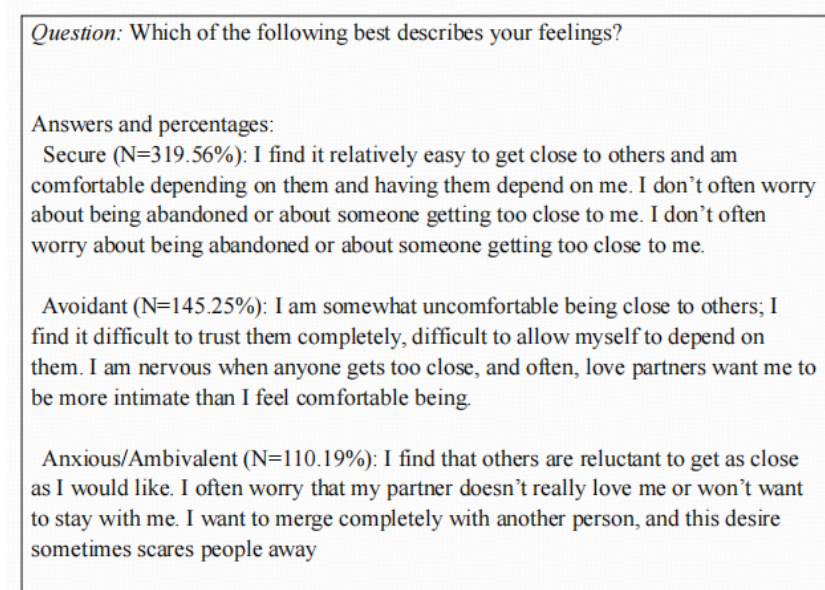 Question: Which of the following best describes your feelings?
Answers and percentages:
Secure (N=319.56%): I find it relatively easy to get close to others and am
comfortable depending on them and having them depend on me. I don’t often worry
about being abandoned or about someone getting too close to me. I don’t often
worry about being abandoned or about someone getting too close to me.
Avoidant (N=145.25%): I am somewhat uncomfortable being close to others; I
find it difficult to trust them completely, difficult to allow myself to depend on
them. I am nervous when anyone gets too close, and often, love partners want me to
be more intimate than I feel comfortable being.
Anxious/Ambivalent (N=110.19%): I find that others are reluctant to get as close
as I would like. I often worry that my partner doesn’t really love me or won’t want
to stay with me. I want to merge completely with another person, and this desire
sometimes scares people away